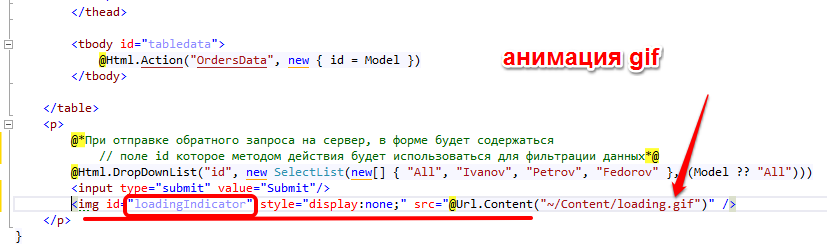 </thead>
<tbody id="tabledata">
анимация gif
@Html.Action("OrdersData", new { id = Model })
</tbody>
</table>
<p>
@*При отправке обратного запроса на сервер, в форме будет содержаться
// поле id которое методом действия будет использоваться для фильтрации данных*@
@Html.DropDownList("id", new SelectList(new[] { "All", "Ivanov", "Petrov", "Fedorov" }, (Model ?? "All")))
<input type="submit" value="Submit"/>
<img id="loadingIndicator" style="display:none;" src="@Url.Content("~/Content/loading.gif")" />
</p>
}